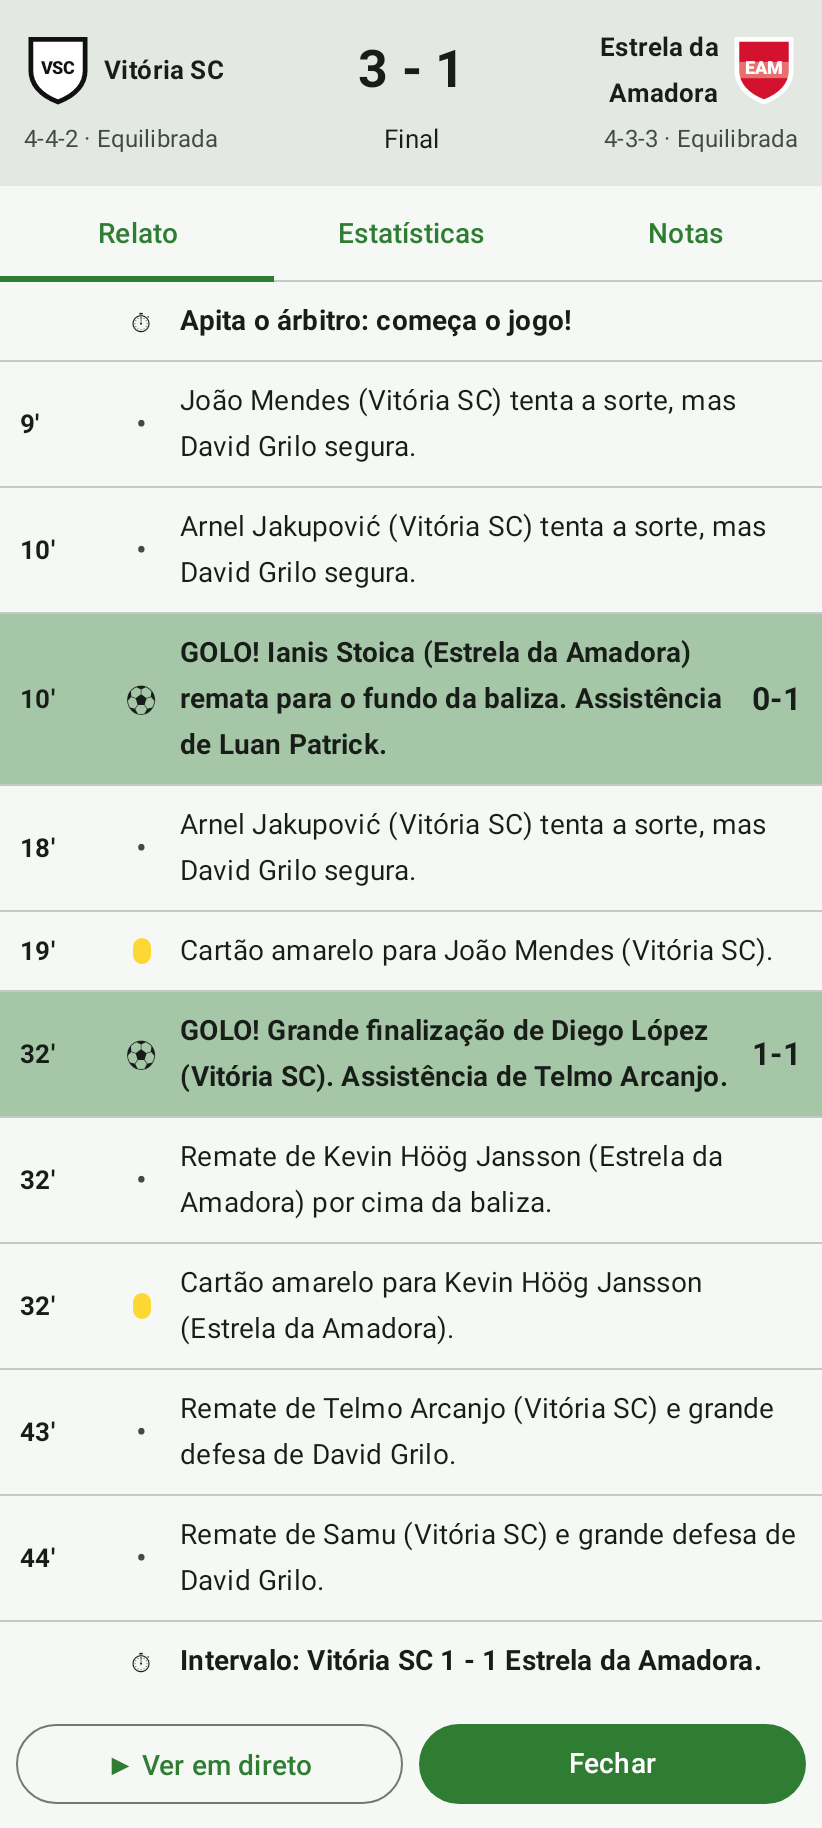 VSC
Vitória SC
3 - 1
Estrela da
Amadora
EAM
4-4-2 · Equilibrada
Final
4-3-3 · Equilibrada
Relato
Estatísticas
Notas
Apita o árbitro: começa o jogo!
9'
João Mendes (Vitória SC) tenta a sorte, mas
David Grilo segura.
10'
Arnel Jakupović (Vitória SC) tenta a sorte, mas
David Grilo segura.
10'
GOLO! Ianis Stoica (Estrela da Amadora)
remata para o fundo da baliza. Assistência
de Luan Patrick.
0-1
18'
Arnel Jakupović (Vitória SC) tenta a sorte, mas
David Grilo segura.
19'
Cartão amarelo para João Mendes (Vitória SC).
32'
GOLO! Grande finalização de Diego López
(Vitória SC). Assistência de Telmo Arcanjo.
1-1
32'
Remate de Kevin Höög Jansson (Estrela da
Amadora) por cima da baliza.
32'
Cartão amarelo para Kevin Höög Jansson
(Estrela da Amadora).
43'
Remate de Telmo Arcanjo (Vitória SC) e grande
defesa de David Grilo.
44'
Remate de Samu (Vitória SC) e grande defesa de
David Grilo.
Intervalo: Vitória SC 1 - 1 Estrela da Amadora.
► Ver em direto
Fechar